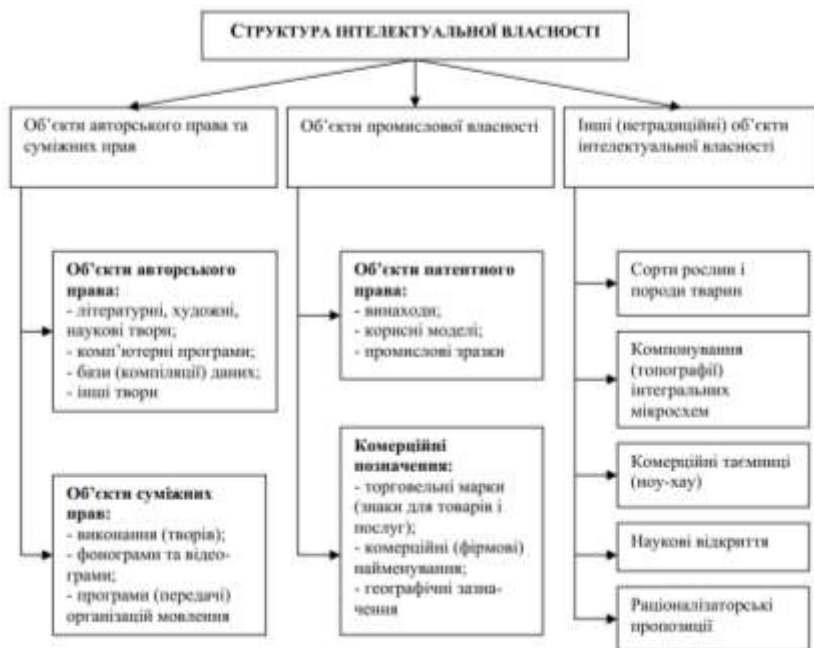 СТРУКТУРА ІНТЕЛЕКТУАЛЬНОЇ ВЛАСНОСТІ
Об’єкти авторського права та
суміжних прав
Об’єкти промислової власності
Інші (нетрадиційні) об’єкти
інтелектуальної власності
Об’єкти авторського
права:
- літературні, художні,
наукові твори;
- комп’ютерні програми;
- бази (компіляції) даних;
- інші твори
Об’єкти суміжних
прав:
- виконання (творів);
- фонограми та відео-
грами;
- програми (передачі)
організацій мовлення
Об’єкти патентного
права:
- винаходи;
- корисні моделі;
- промислові зразки
Комерційні
позначення:
- торговельні марки
(знаки для товарів і
послуг);
- комерційні (фірмові)
найменування;
- географічні зазна-
чення
Сорти рослин і
породи тварин
Компонування
(топографії)
інтегральних
мікросхем
Комерційні таємниці
(ноу-хау)
Наукові відкриття
Раціоналізаторські
пропозиції